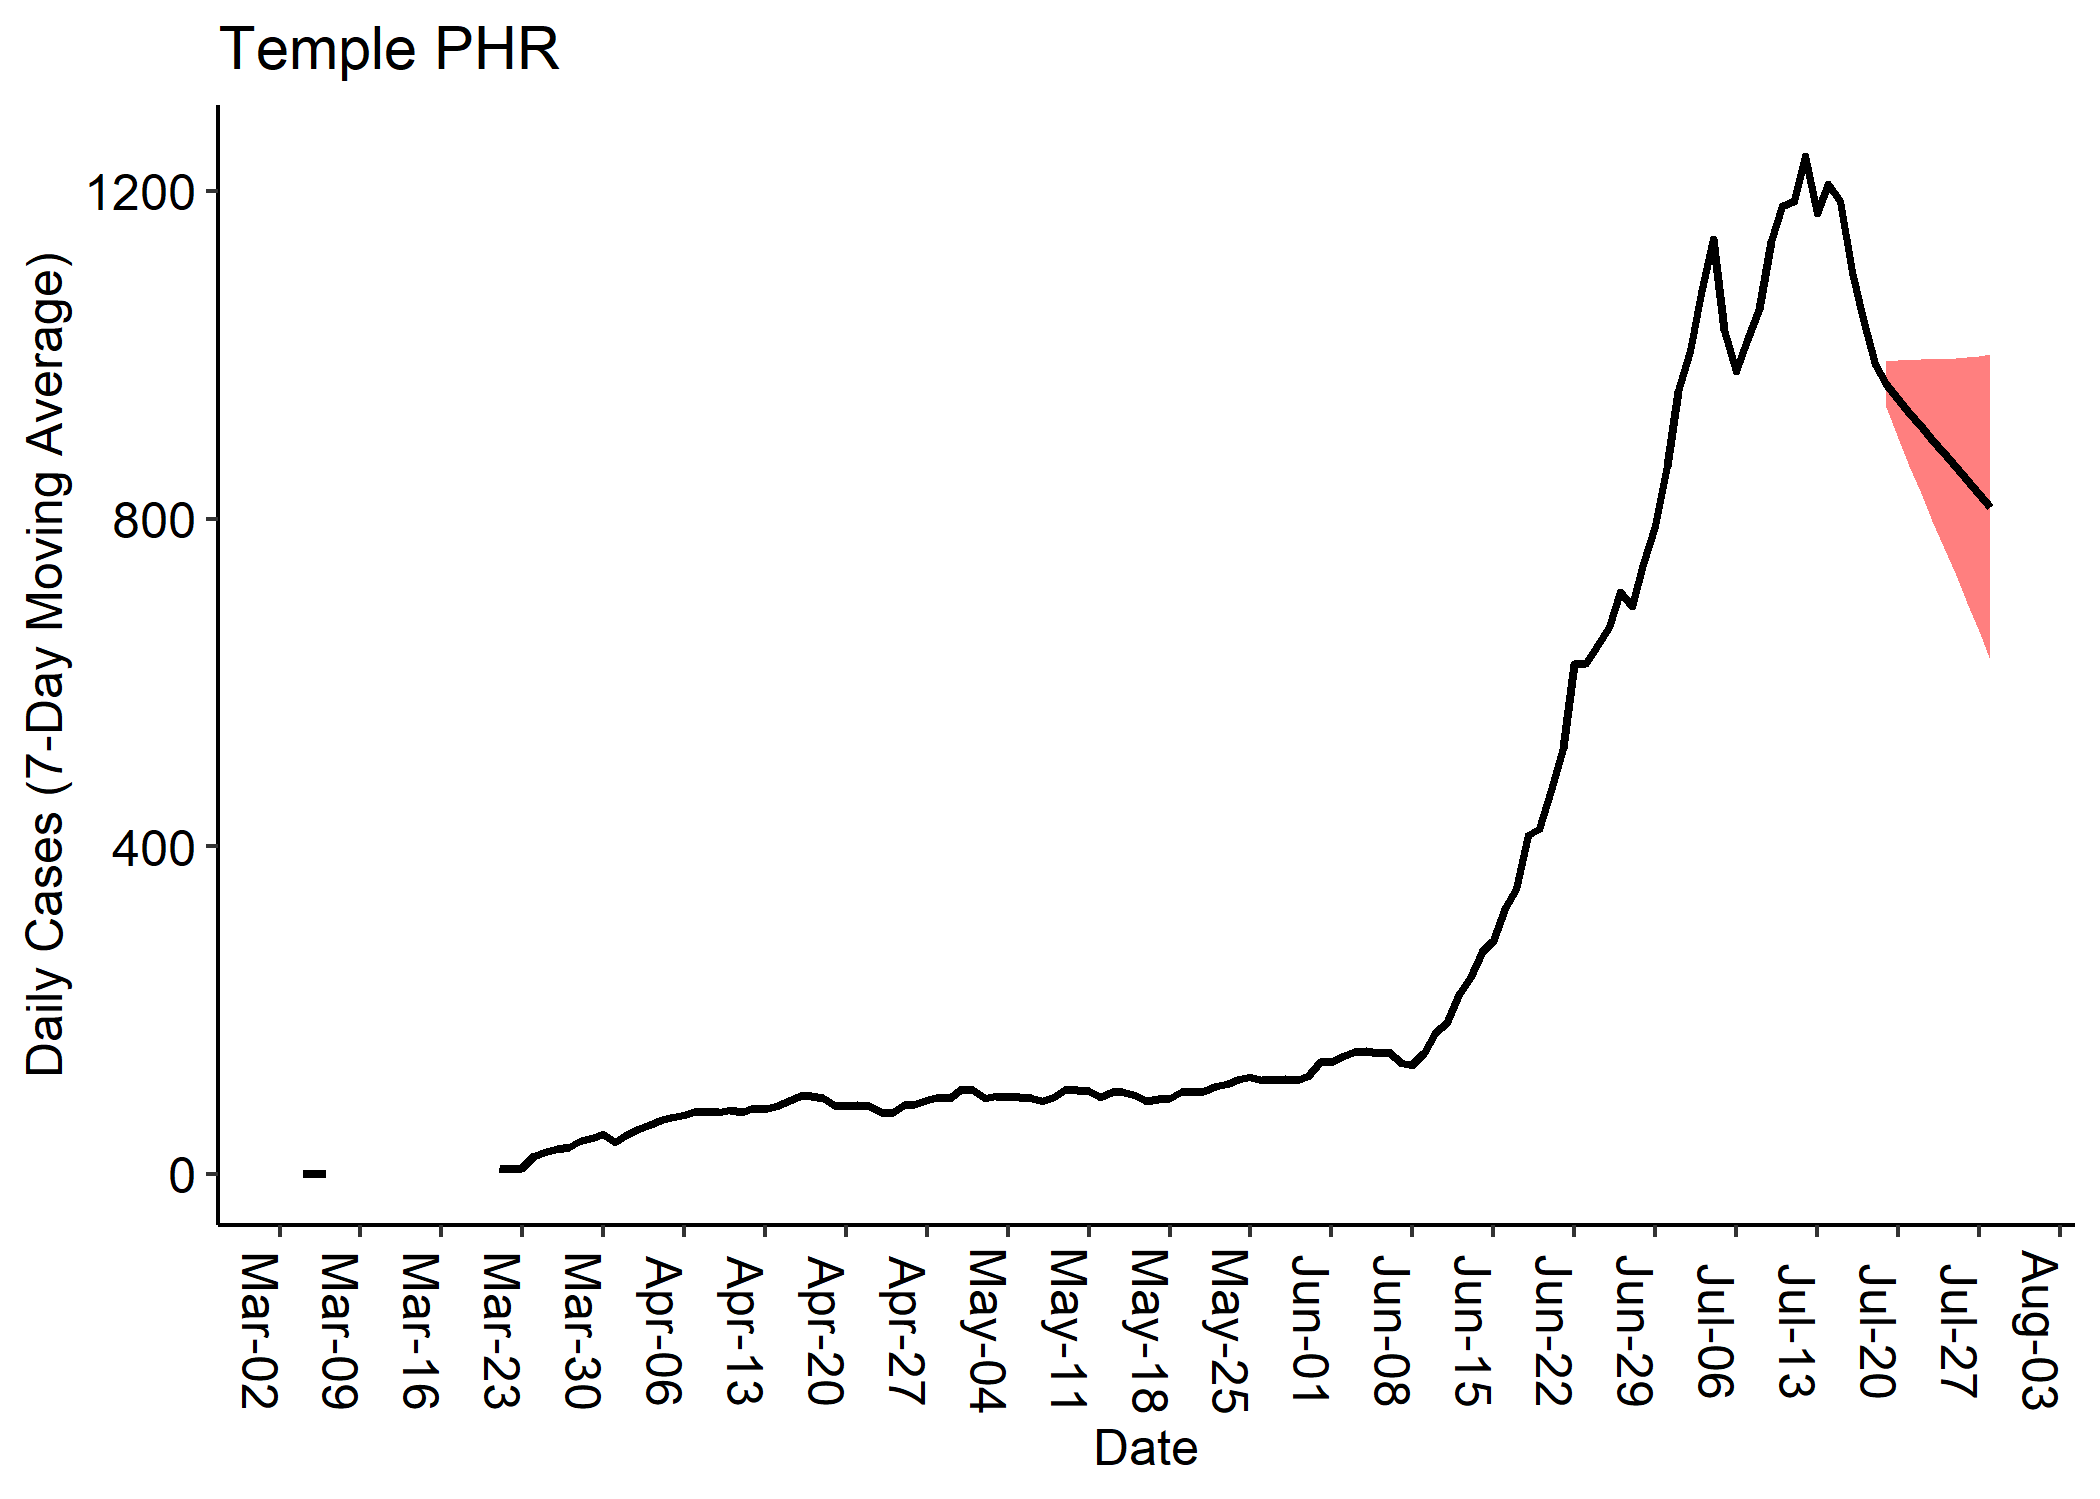 Temple PHR
Daily Cases (7-Day Moving Average)
1200
800
400
0
Mar-02
Mar-09
Mar-16
Mar-23
Mar-30
Apr-06
Apr-13
Apr-20
Apr-27
May-04
May-11
May-18
May-25
Jun-01
Jun-08
Jun-15
Jun-22
Jun-29
Jul-06
Jul-13
Jul-20
Jul-27
Aug-03
Date